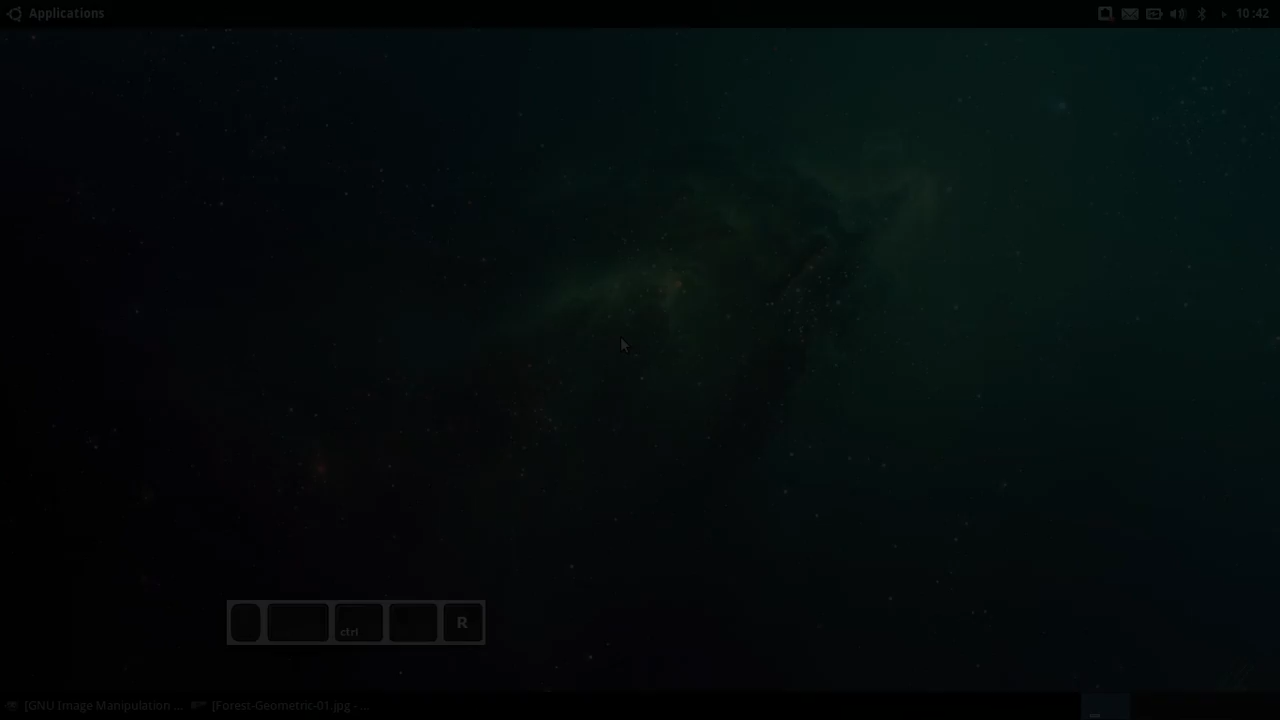 Applications
10:42
ctrl
R
[GNU Image Manipulation ...
[Forest-Geometric-01.jpg - ...